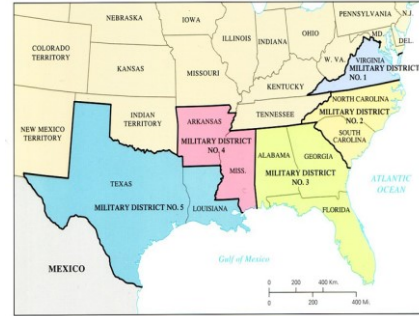 NEBRASKA
IOWA
PENNSYLVANIA
N.J.
ILLINOIS
INDIANA
OHIO
MD.
DEL.
COLORADO
TERRITORY
KANSAS
MISSOURI
W. VA.
VIRGINIA
MILITARY DISTRICT
NO. 1
KENTUCKY
NORTH CAROLINA
MILITARY DISTRICT
NO. 2
SOUTH
CAROLINA
TENNESSEE
NEW MEXICO
TERRITORY
INDIAN
TERRITORY
ARKANSAS
MILITARY DISTRICT
NO. 4
MISS.
ALABAMA
GEORGIA
MILITARY DISTRICT
NO. 3
TEXAS
MILITARY DISTRICT NO. 5
LOUISIANA
FLORIDA
ATLANTIC
OCEAN
MEXICO
Gulf of Mexico
0 200 400 Km.
0 200 400 Mi.